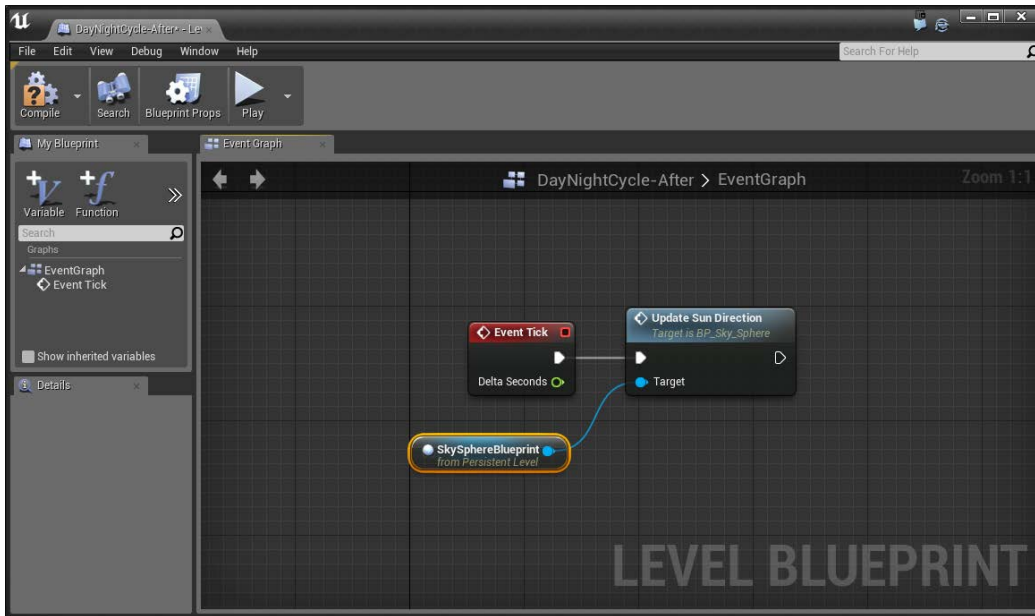 DayNightCycle-After• - Le
File Edit View Debug Window Help
Search For Help
Compile
Search
Blueprint Props
Play
My Blueprint
Event Graph
Variable
Function
Search
Graphs
EventGraph
Event Tick
Show inherited variables
Details
DayNightCycle-After > EventGraph
Zoom 1:1
Event Tick
Delta Seconds
Update Sun Direction
Target is BP_Sky_Sphere
Target
SkySphereBlueprint
from Persistent Level
LEVEL BLUEPRINT